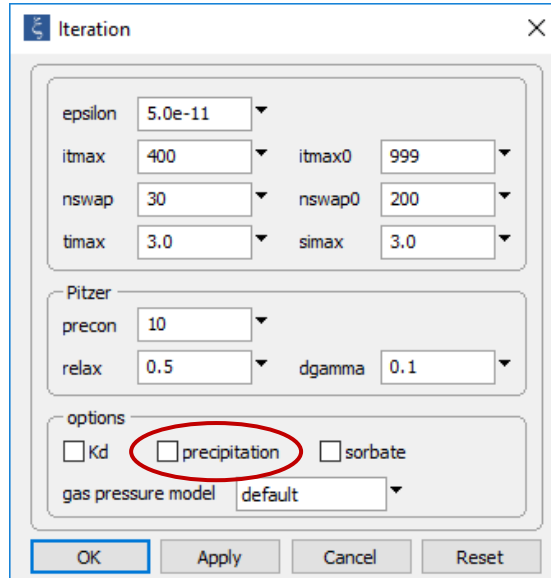 ξ Iteration
epsilon 5.0e-11
itmax 400 itmax0 999
nswap 30 nswap0 200
timax 3.0 simax 3.0
Pitzer
precon 10
relax 0.5 dgamma 0.1
options
Kd precipitation sorbate
gas pressure model default
OK Apply Cancel Reset